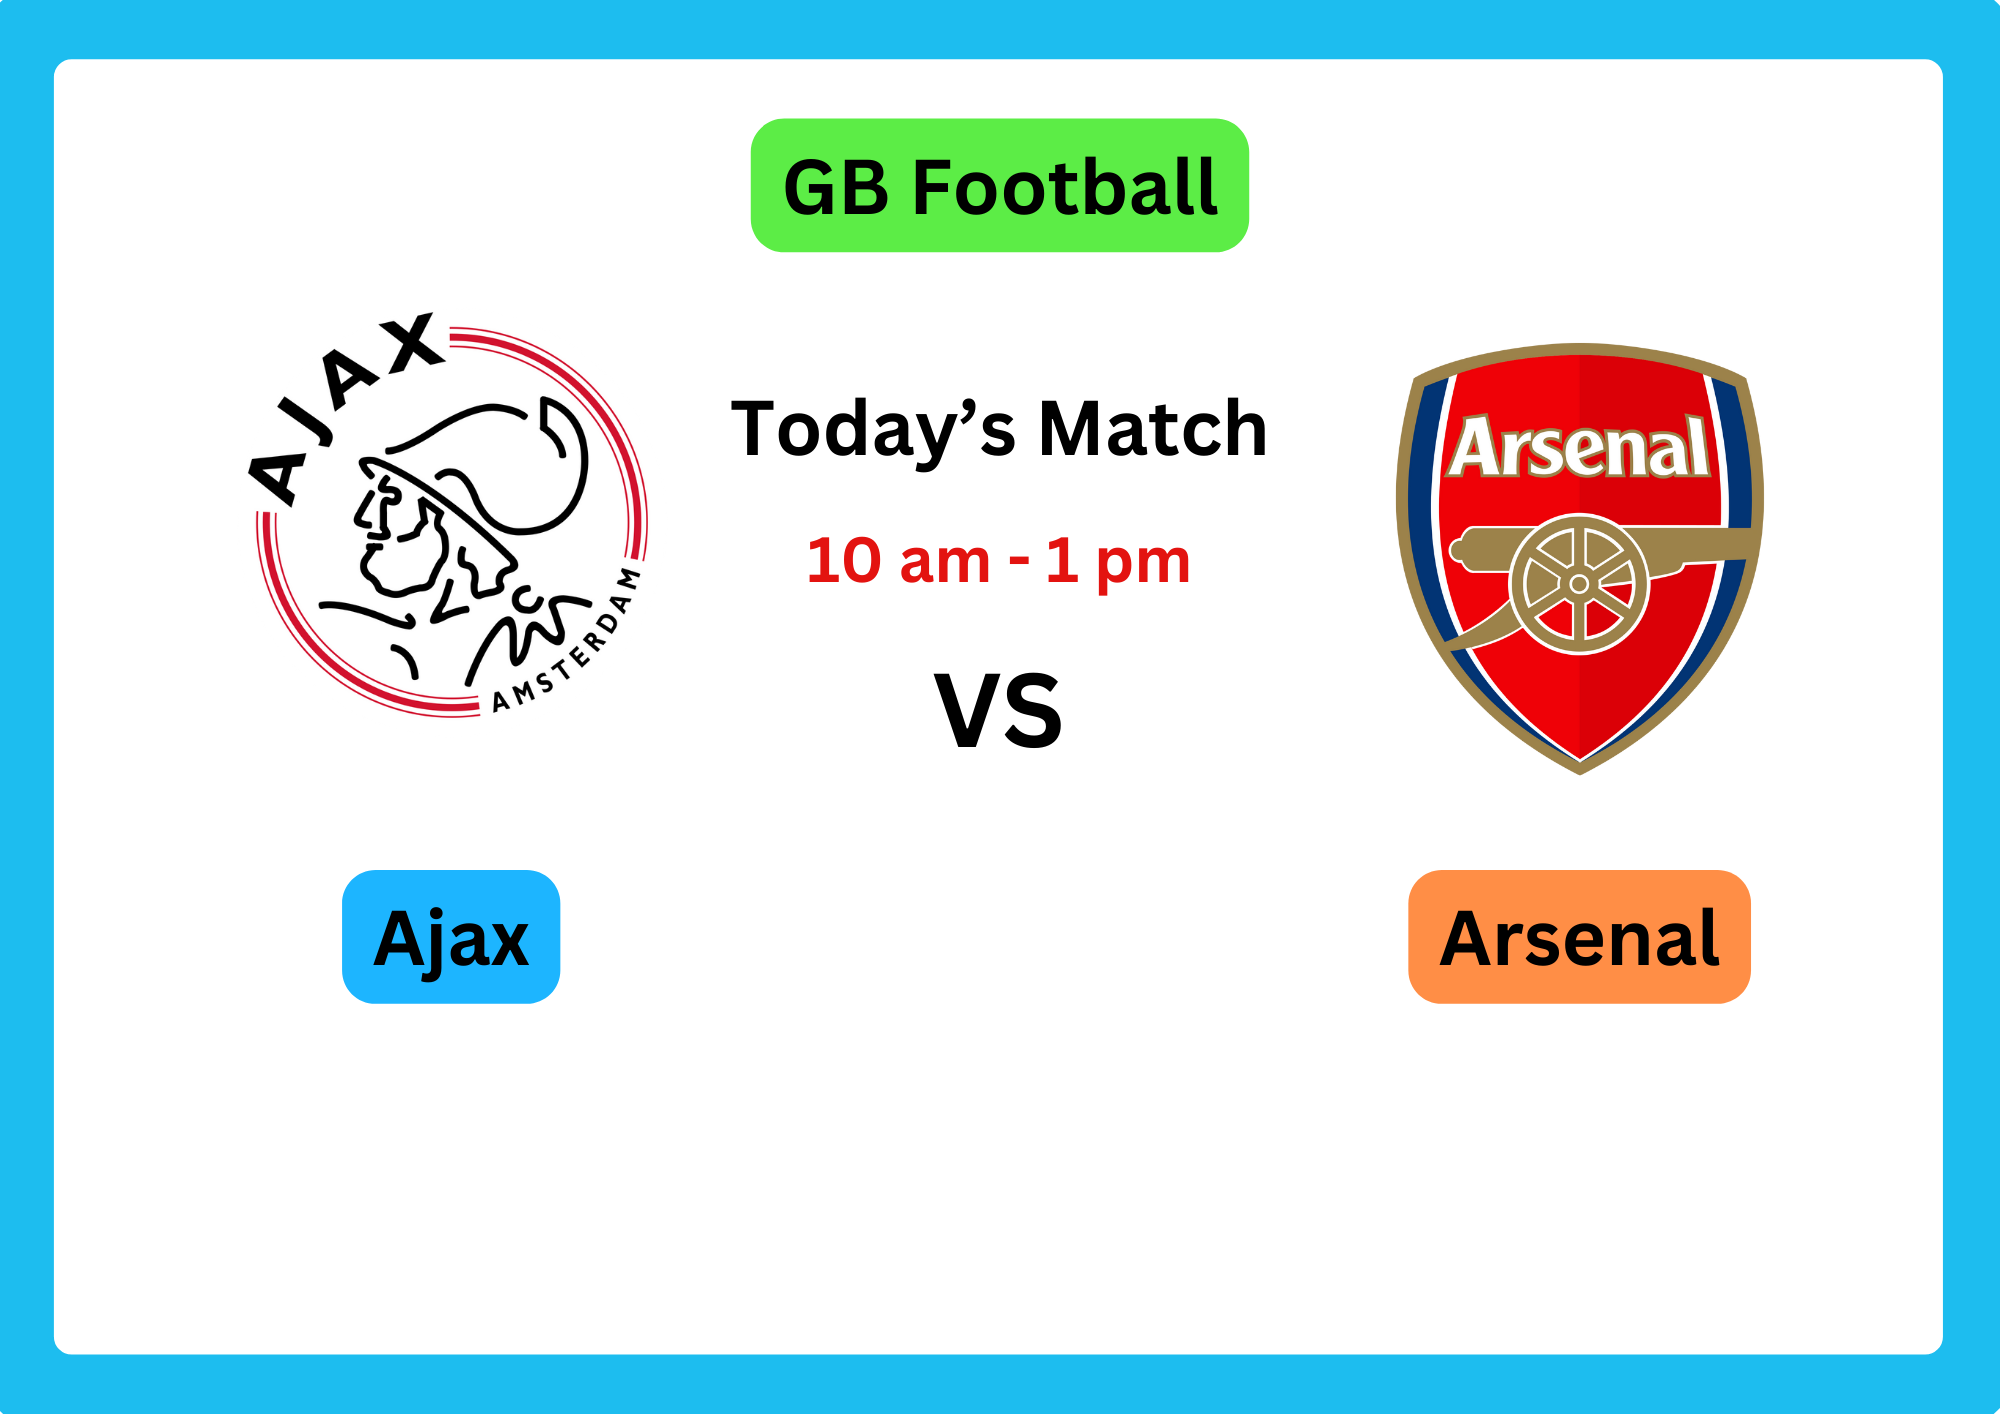 GB Football
AJAX
AMSTERDAM
Today’s Match
10 am - 1 pm
VS
Arsenal
Ajax
Arsenal